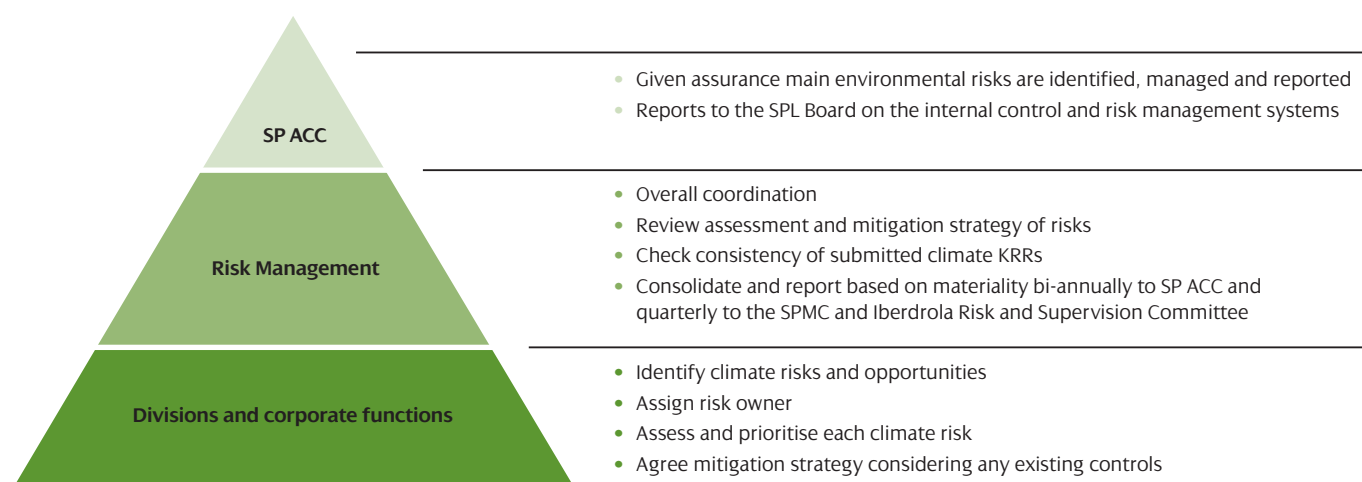 SP ACC
• Given assurance main environmental risks are identified, managed and reported
• Reports to the SPL Board on the internal control and risk management systems
Risk Management
• Overall coordination
• Review assessment and mitigation strategy of risks
• Check consistency of submitted climate KRRs
• Consolidate and report based on materiality bi-annually to SP ACC and
quarterly to the SPMC and Iberdrola Risk and Supervision Committee
Divisions and corporate functions
• Identify climate risks and opportunities
• Assign risk owner
• Assess and prioritise each climate risk
• Agree mitigation strategy considering any existing controls